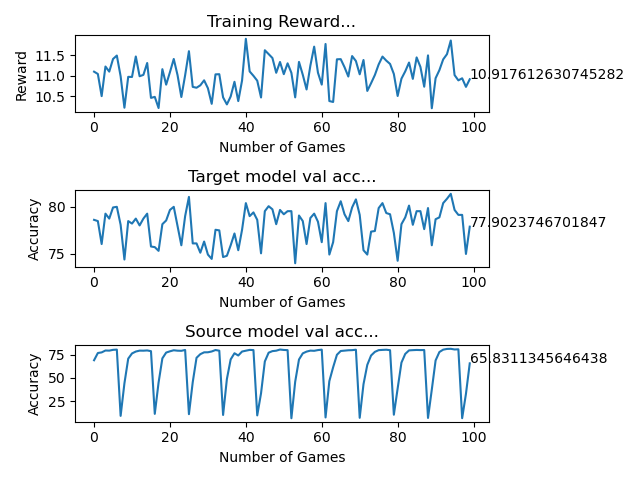 Training Reward...
Reward
11.5
11.0
10.5
10.917612630745282
0 20 40 60 80 100
Number of Games
Target model val acc...
Accuracy
80
75
77.9023746701847
0 20 40 60 80 100
Number of Games
Source model val acc...
Accuracy
75
50
25
65.8311345646438
0 20 40 60 80 100
Number of Games